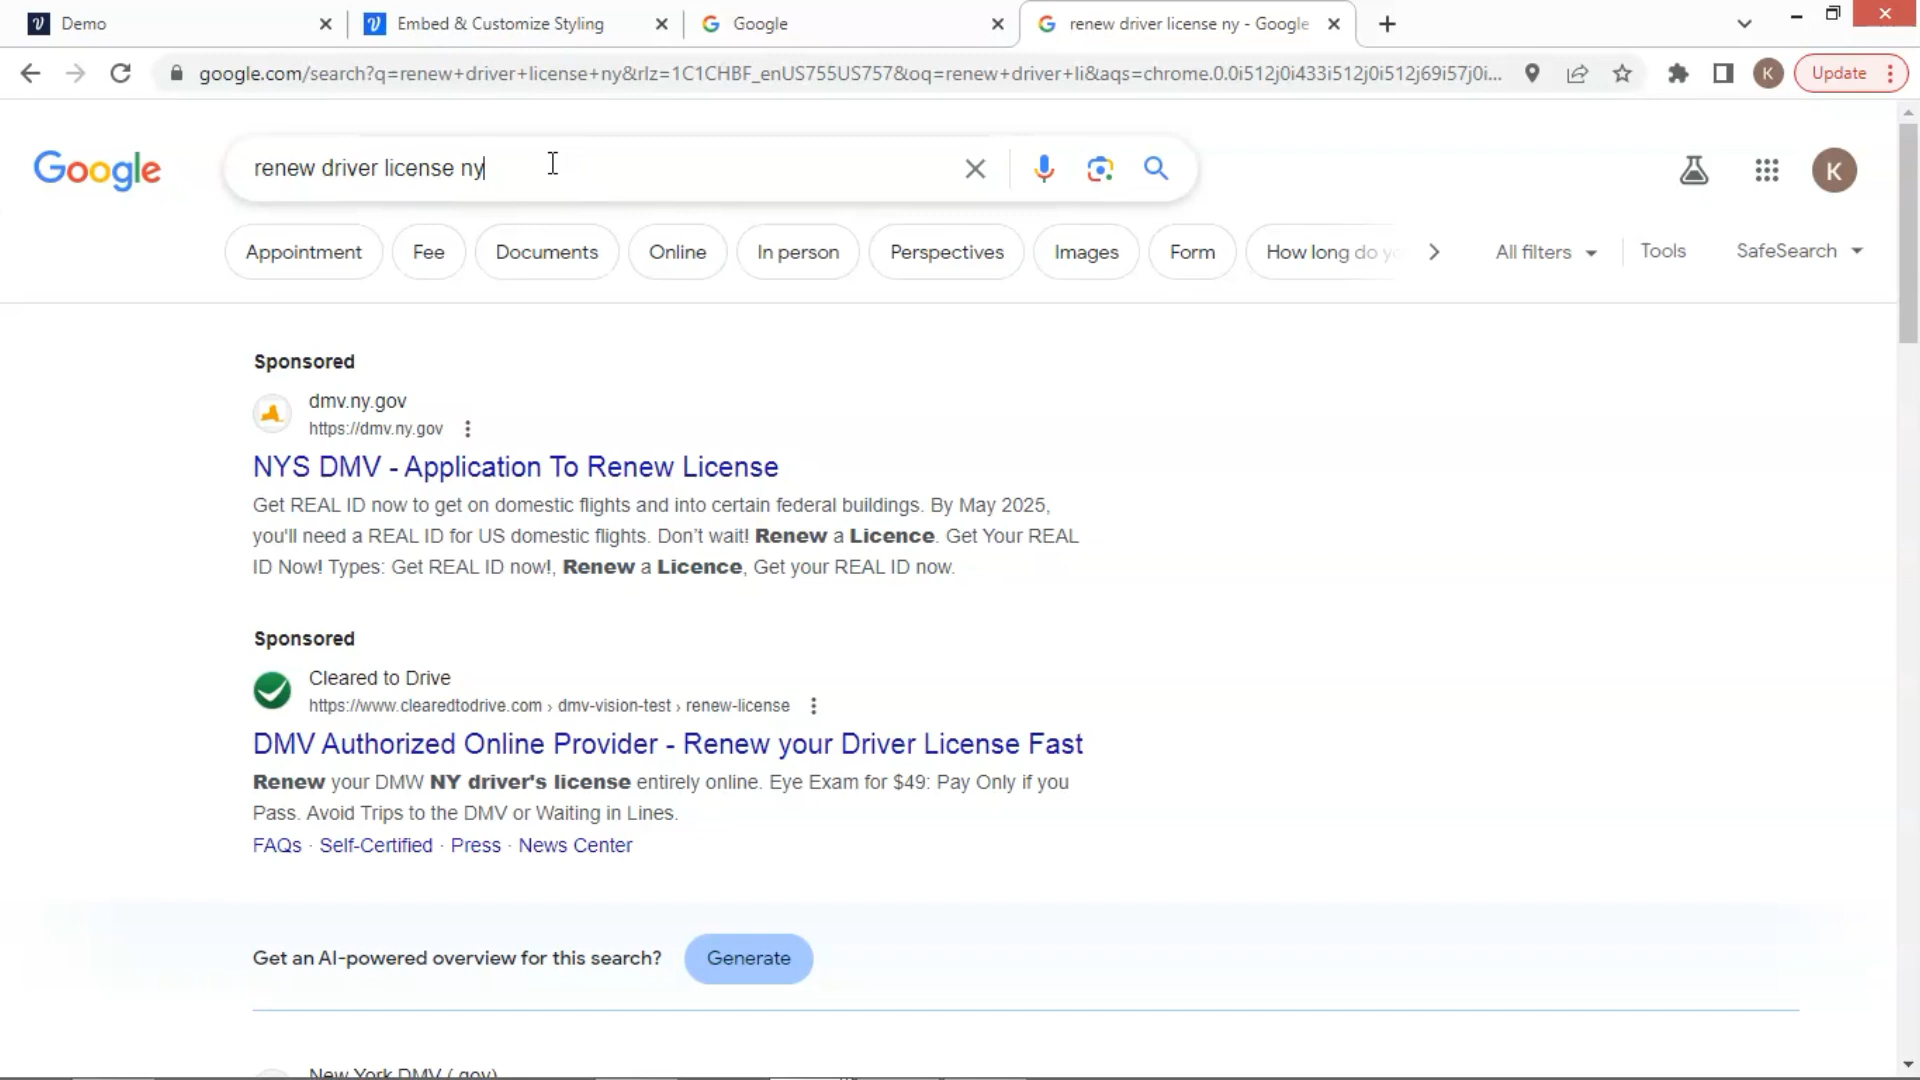 Demo
Embed & Customize Styling
Google
renew driver license ny - Google
google.com/search?q=renew+driver+license+ny&rlz=1C1CHBF_enUS755US757&oq=renew+driver+li&aqs=chrome.0.0i512j0i433i512j0i512j69i57j0i...
K
Update
Google
renew driver license ny
K
Appointment
Fee
Documents
Online
In person
Perspectives
Images
Form
How long do yo
All filters
Tools
SafeSearch
Sponsored
dmv.ny.gov
https://dmv.ny.gov
NYS DMV - Application To Renew License
Get REAL ID now to get on domestic flights and into certain federal buildings. By May 2025,
you'll need a REAL ID for US domestic flights. Don't wait! Renew a Licence. Get Your REAL
ID Now! Types: Get REAL ID now!, Renew a Licence, Get your REAL ID now.
Sponsored
Cleared to Drive
https://www.clearedtodrive.com › dmv-vision-test › renew-license
DMV Authorized Online Provider - Renew your Driver License Fast
Renew your DMW NY driver's license entirely online. Eye Exam for $49: Pay Only if you
Pass. Avoid Trips to the DMV or Waiting in Lines.
FAQs · Self-Certified · Press · News Center
Get an AI-powered overview for this search?
Generate
New York DMV (.gov)